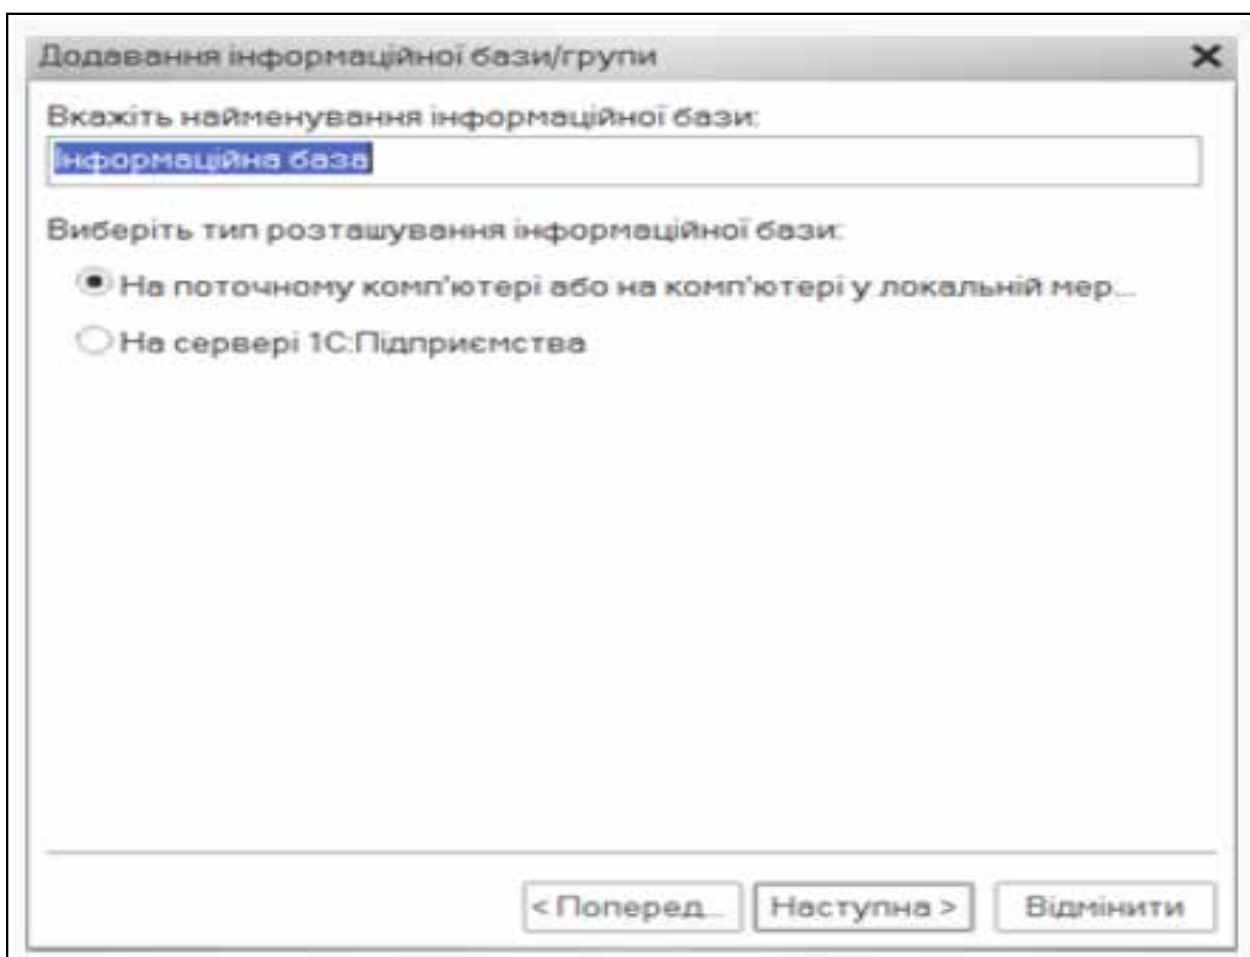 Додавання інформаційної бази/групи
Вкажіть найменування інформаційної бази:
Інформаційна база
Виберіть тип розташування інформаційної бази:
На поточному комп'ютері або на комп'ютері у локальній мер...
На сервері 1С:Підприємства
< Поперед... Наступна > Відмінити